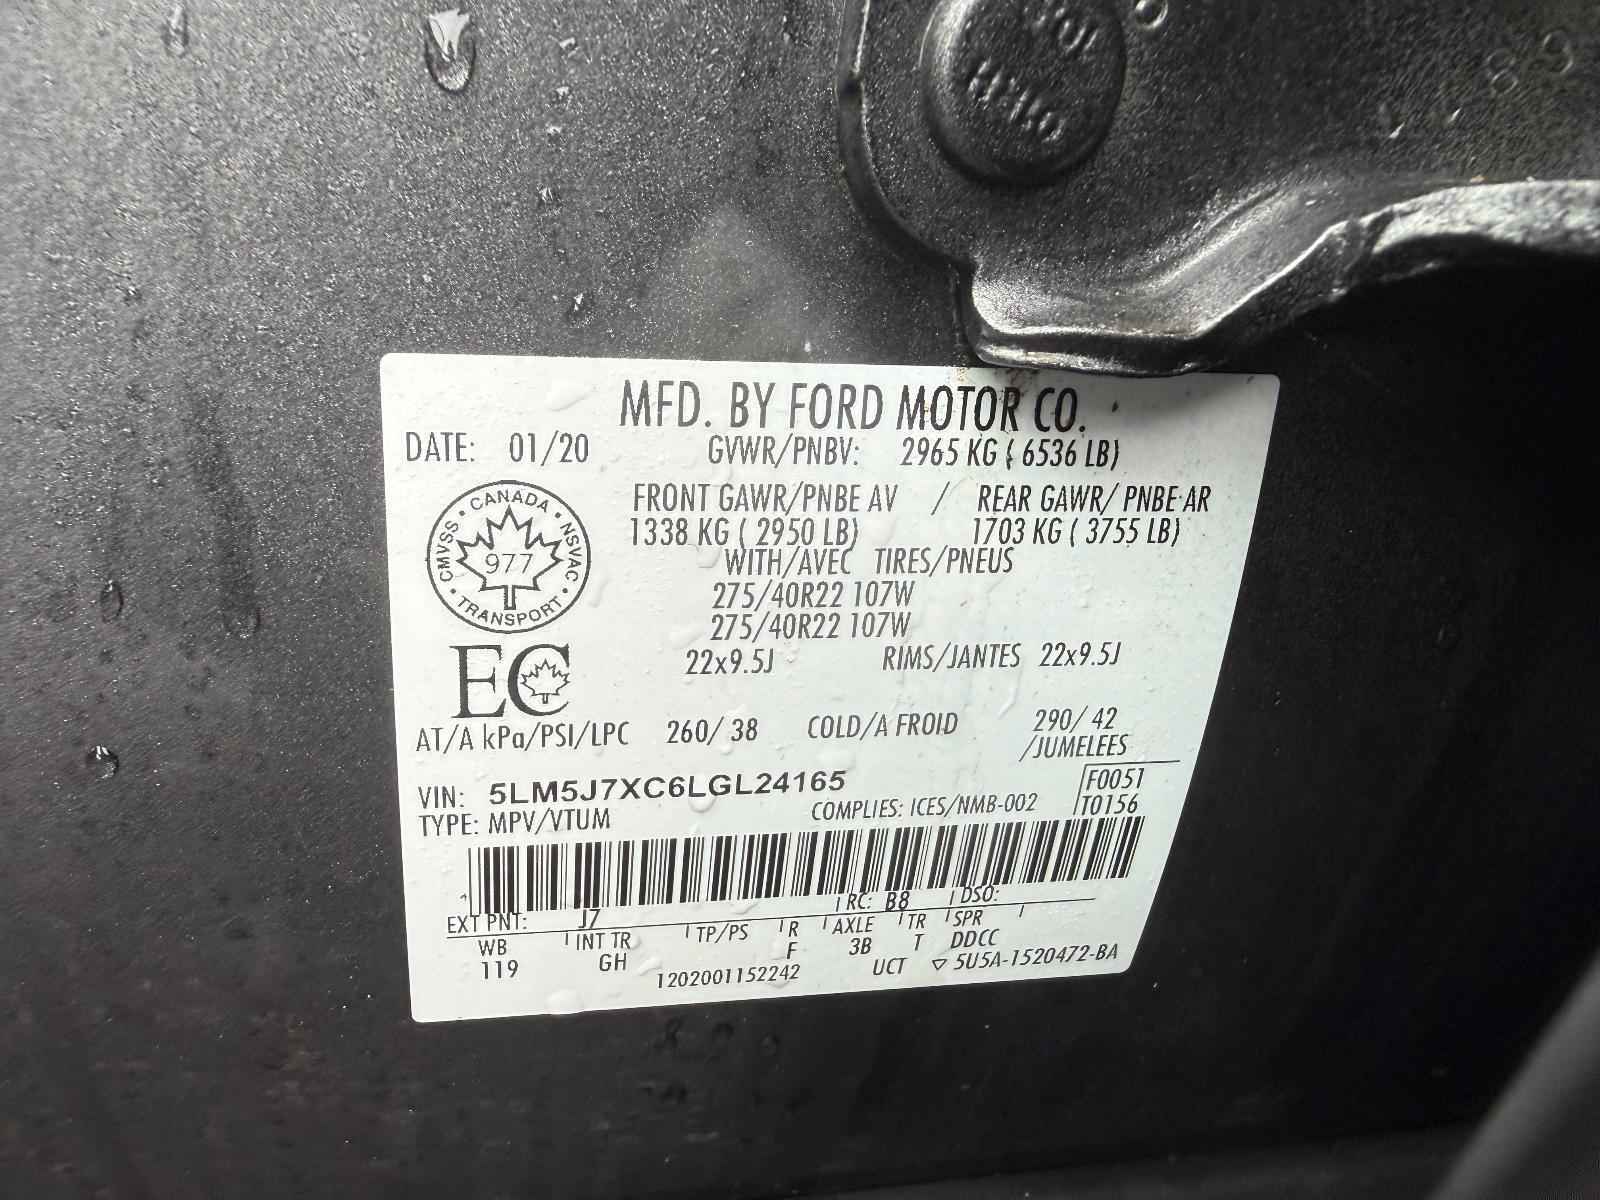 MFD. BY FORD MOTOR CO.
DATE: 01/20 GVWR/PNBV: 2965 KG ( 6536 LB)
FRONT GAWR/PNBE AV / REAR GAWR/ PNBE AR
1338 KG ( 2950 LB) 1703 KG ( 3755 LB)
WITH/AVEC TIRES/PNEUS
275/40R22 107W
275/40R22 107W
22x9.5J RIMS/JANTES 22x9.5J
CANADA
CMVSS NSVAC
977
TRANSPORT
EC
AT/A kPa/PSI/LPC 260/ 38 COLD/A FROID 290/ 42
/JUMELEES
VIN: 5LM5J7XC6LGL24165 F0051
TYPE: MPV/VTUM COMPLIES: ICES/NMB-002 T0156
EXT PNT: J7 RC: B8 DSO:
WB INT TR TP/PS R AXLE TR SPR
119 GH F 3B T DDCC
1202001152242 UCT ▽ 5U5A-1520472-BA